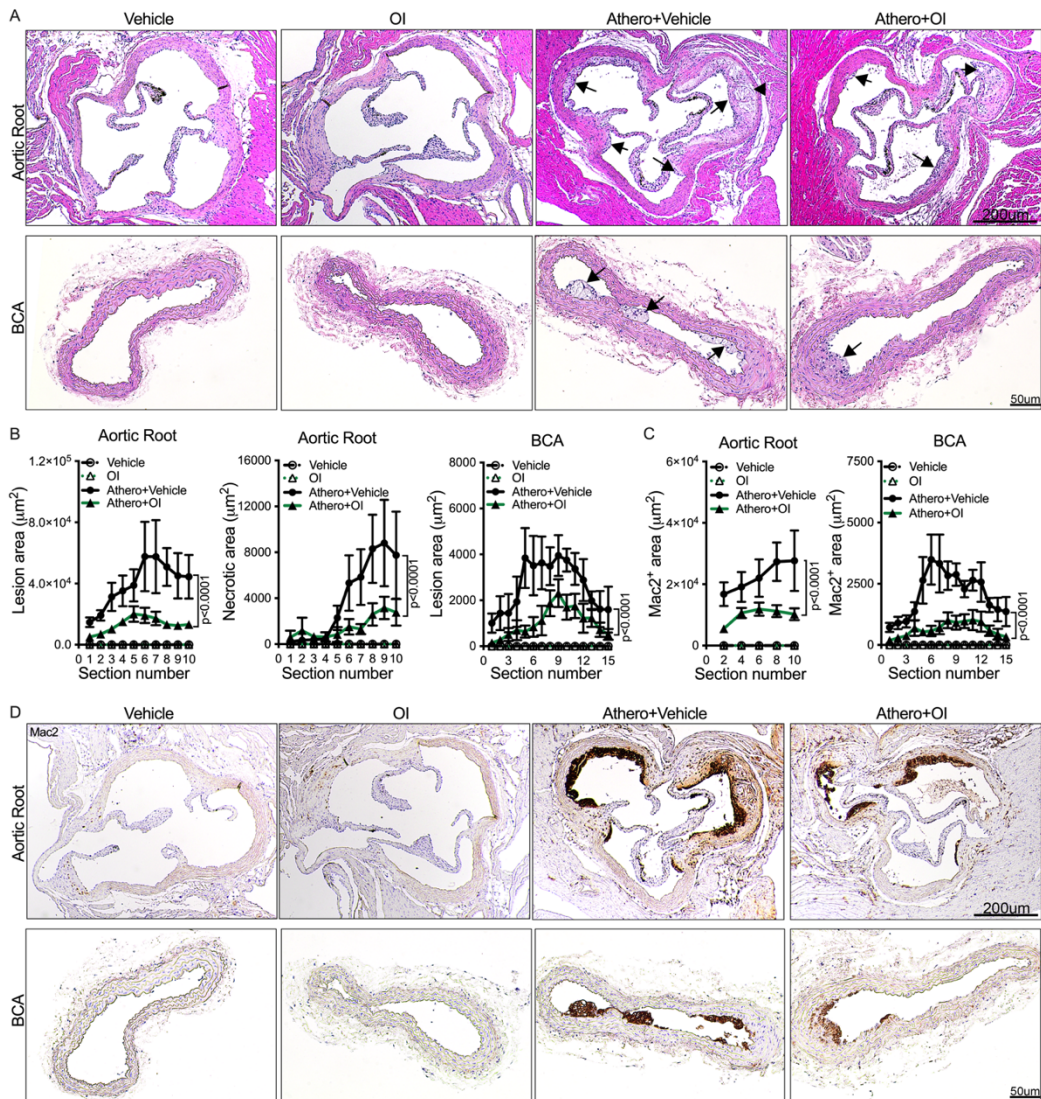 A
Vehicle OI Athero+Vehicle Athero+OI
Aortic Root
200um
BCA
50um
B
Aortic Root
Lesion area (μm²)
1.2×10⁵
8.0×10⁴
4.0×10⁴
0.0
Vehicle
OI
Athero+Vehicle
Athero+OI
p<0.0001
1 2 3 4 5 6 7 8 9 10
Section number
Aortic Root
Necrotic area (μm²)
16000
12000
8000
4000
0
Vehicle
OI
Athero+Vehicle
Athero+OI
p<0.0001
1 2 3 4 5 6 7 8 9 10
Section number
BCA
Lesion area (μm²)
8000
6000
4000
2000
0
Vehicle
OI
Athero+Vehicle
Athero+OI
p<0.0001
1 3 6 9 12 15
Section number
C
Aortic Root
Mac2⁺ area (μm²)
6×10⁴
4×10⁴
2×10⁴
0
Vehicle
OI
Athero+Vehicle
Athero+OI
p<0.0001
2 4 6 8 10
Section number
BCA
Mac2⁺ area (μm²)
7500
5000
2500
0
Vehicle
OI
Athero+Vehicle
Athero+OI
p<0.0001
1 3 6 9 12 15
Section number
D
Vehicle OI Athero+Vehicle Athero+OI
Mac2
Aortic Root
200um
BCA
50um